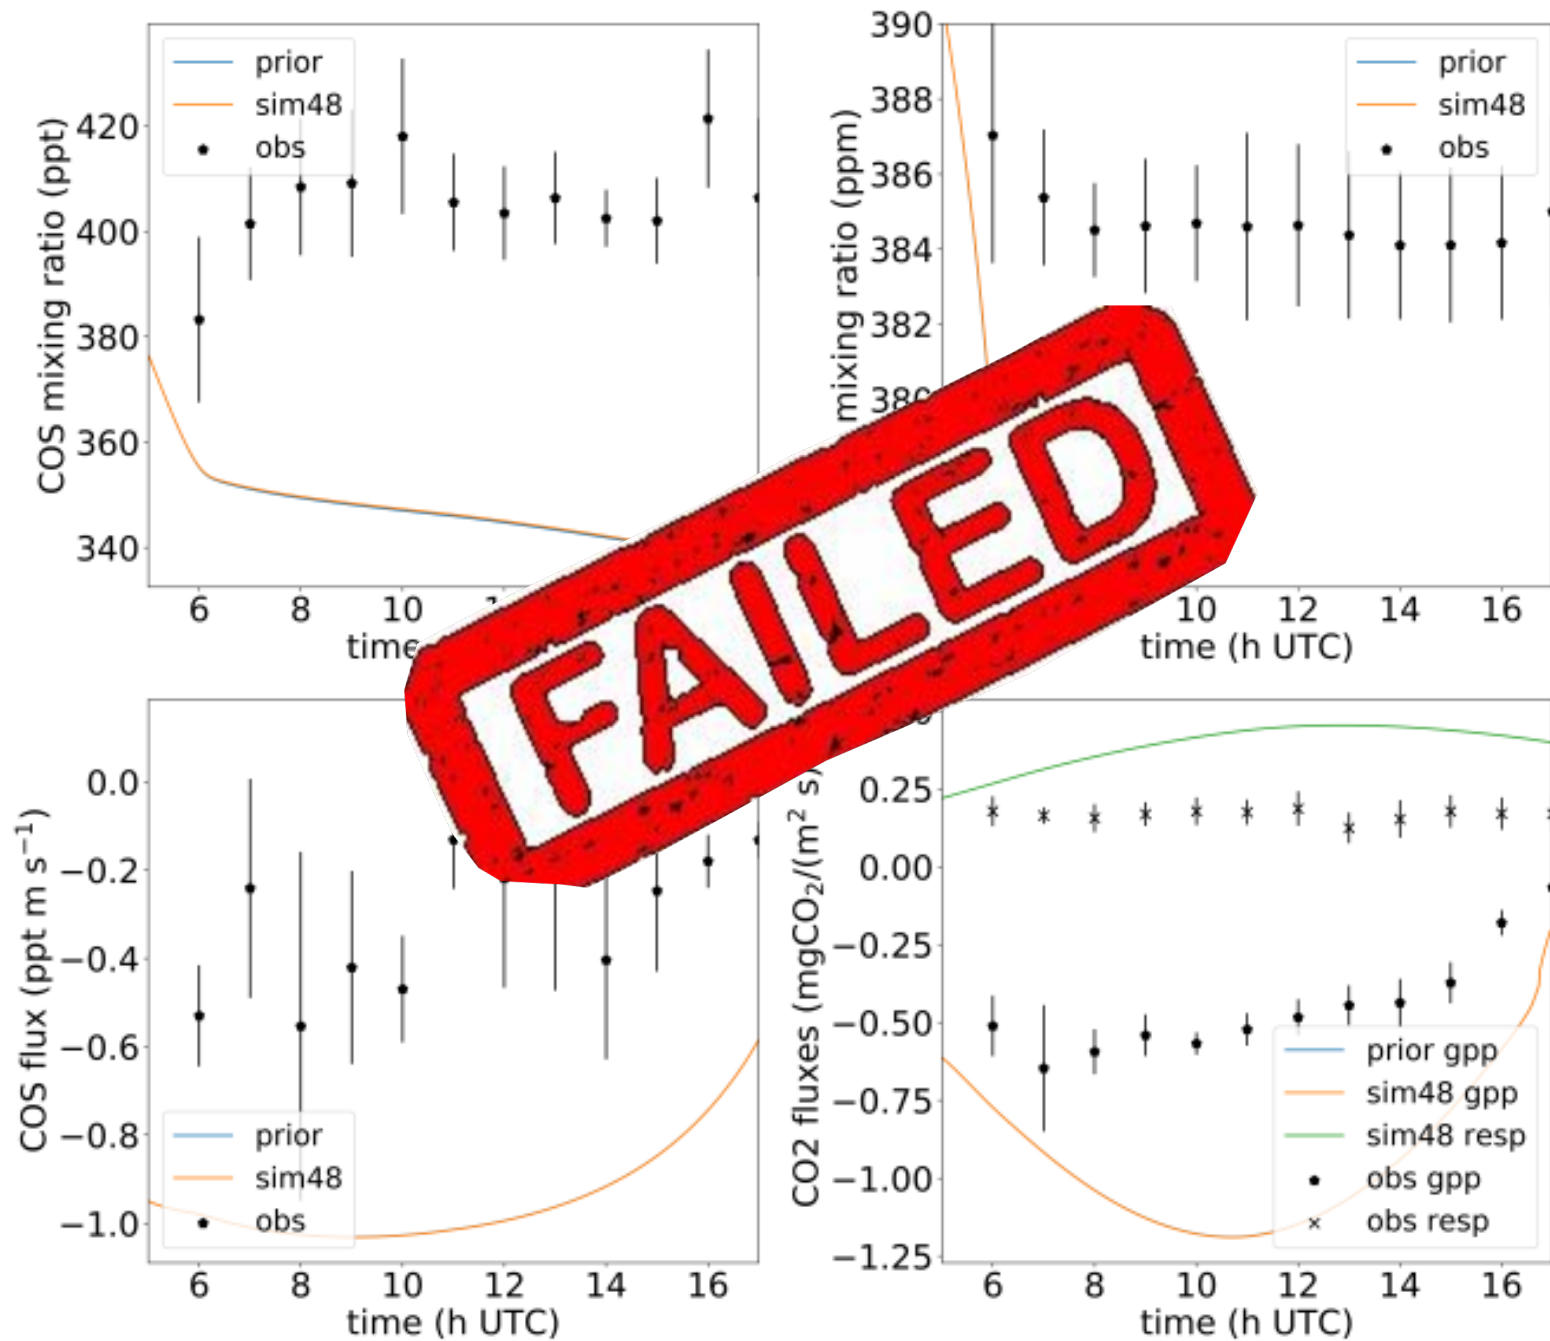 prior
sim48
obs
420
400
380
360
340
COS mixing ratio (ppt)
6 8 10
time
prior
sim48
obs
390
388
386
384
382
380
mixing ratio (ppm)
10 12 14 16
time (h UTC)
FAILED
0.0
−0.2
−0.4
−0.6
−0.8
−1.0
COS flux (ppt m s⁻¹)
prior
sim48
obs
6 8 10 12 14 16
time (h UTC)
0.25
0.00
−0.25
−0.50
−0.75
−1.00
−1.25
CO2 fluxes (mgCO₂/(m² s)
prior gpp
sim48 gpp
sim48 resp
obs gpp
obs resp
6 8 10 12 14 16
time (h UTC)